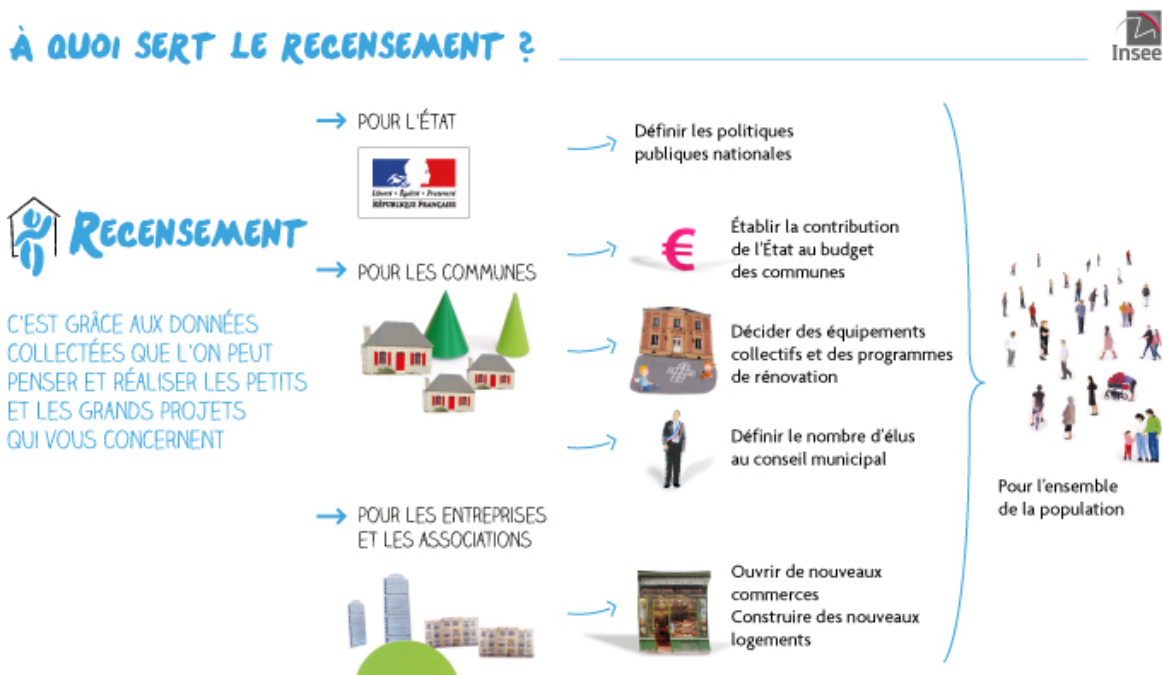 À QUOI SERT LE RECENSEMENT ?
Insee
RECENSEMENT
C'EST GRÂCE AUX DONNÉES
COLLECTÉES QUE L'ON PEUT
PENSER ET RÉALISER LES PETITS
ET LES GRANDS PROJETS
QUI VOUS CONCERNENT
POUR L'ÉTAT
Liberté • Égalité • Fraternité
RÉPUBLIQUE FRANÇAISE
Définir les politiques
publiques nationales
POUR LES COMMUNES
€
Établir la contribution
de l'État au budget
des communes
Décider des équipements
collectifs et des programmes
de rénovation
Définir le nombre d'élus
au conseil municipal
POUR LES ENTREPRISES
ET LES ASSOCIATIONS
Ouvrir de nouveaux
commerces
Construire des nouveaux
logements
Pour l'ensemble
de la population